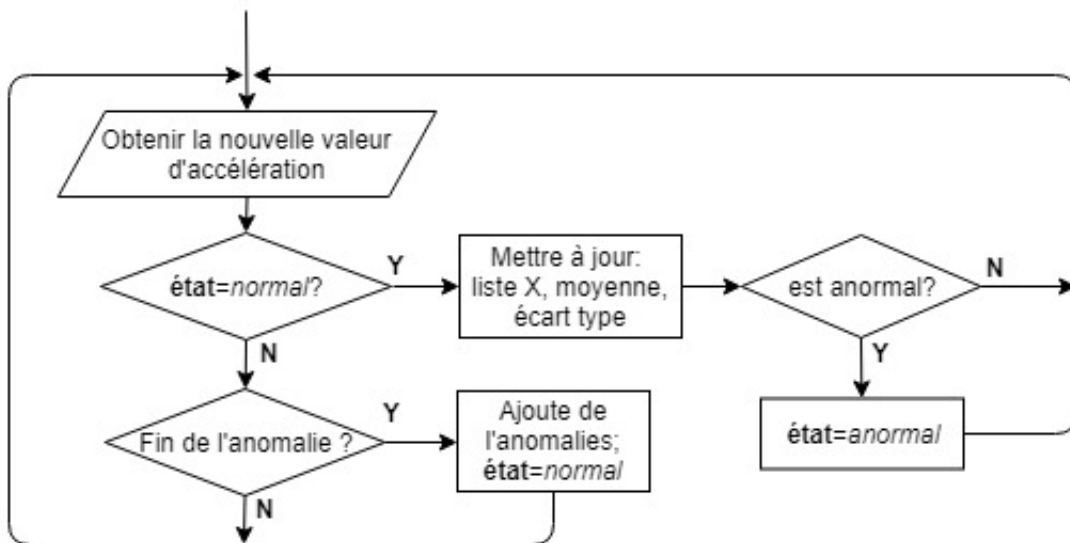 Obtenir la nouvelle valeur
d'accélération
état=normal?
Y
Mettre à jour:
liste X, moyenne,
écart type
est anormal?
N
N
Y
Fin de l'anomalie ?
Y
Ajoute de
l'anomalies;
état=normal
état=anormal
N